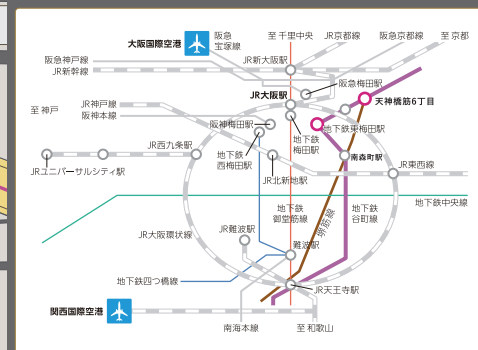 大阪国際空港
阪急
宝塚線
至 千里中央
JR京都線
阪急京都線
至 京都
阪急神戸線
JR新幹線
JR新大阪駅
阪急梅田駅
JR大阪駅
天神橋筋6丁目
至 神戸
JR神戸線
阪神本線
阪神梅田駅
地下鉄東梅田駅
地下鉄
梅田駅
JR西九条駅
地下鉄
西梅田駅
南森町駅
JR東西線
JRユニバーサルシティ駅
JR北新地駅
地下鉄中央線
地下鉄
御堂筋線
堺筋線
地下鉄
谷町線
JR大阪環状線
JR難波駅
難波駅
地下鉄四つ橋線
JR天王寺駅
関西国際空港
南海本線
至 和歌山